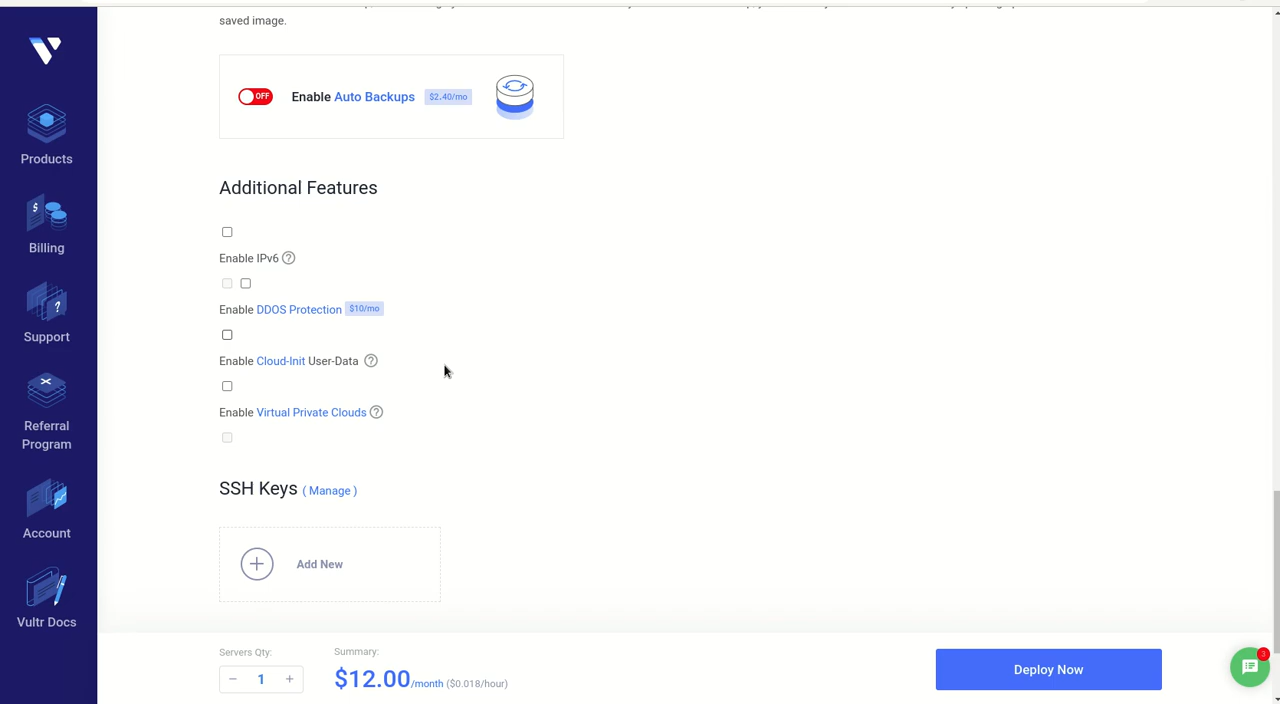 saved image.
OFF
Enable Auto Backups $2.40/mo
Products
Additional Features
Billing
Enable IPv6 ?
Enable DDOS Protection $10/mo
Support
Enable Cloud-Init User-Data ?
Enable Virtual Private Clouds ?
Referral
Program
SSH Keys ( Manage )
Account
Add New
Vultr Docs
Servers Qty:
Summary:
− 1 +
$12.00/month ($0.018/hour)
Deploy Now
3